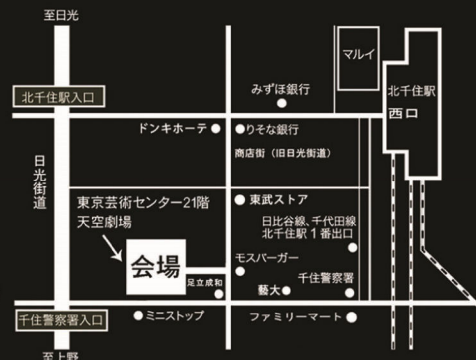 至日光
マルイ
みずほ銀行
北千住駅
西口
北千住駅入口
ドンキホーテ
りそな銀行
商店街（旧日光街道）
日光街道
東京芸術センター21階
天空劇場
東武ストア
日比谷線、千代田線
北千住駅1番出口
会場
モスバーガー
足立成和
藝大
千住警察署
千住警察署入口
ミニストップ
ファミリーマート
至上野